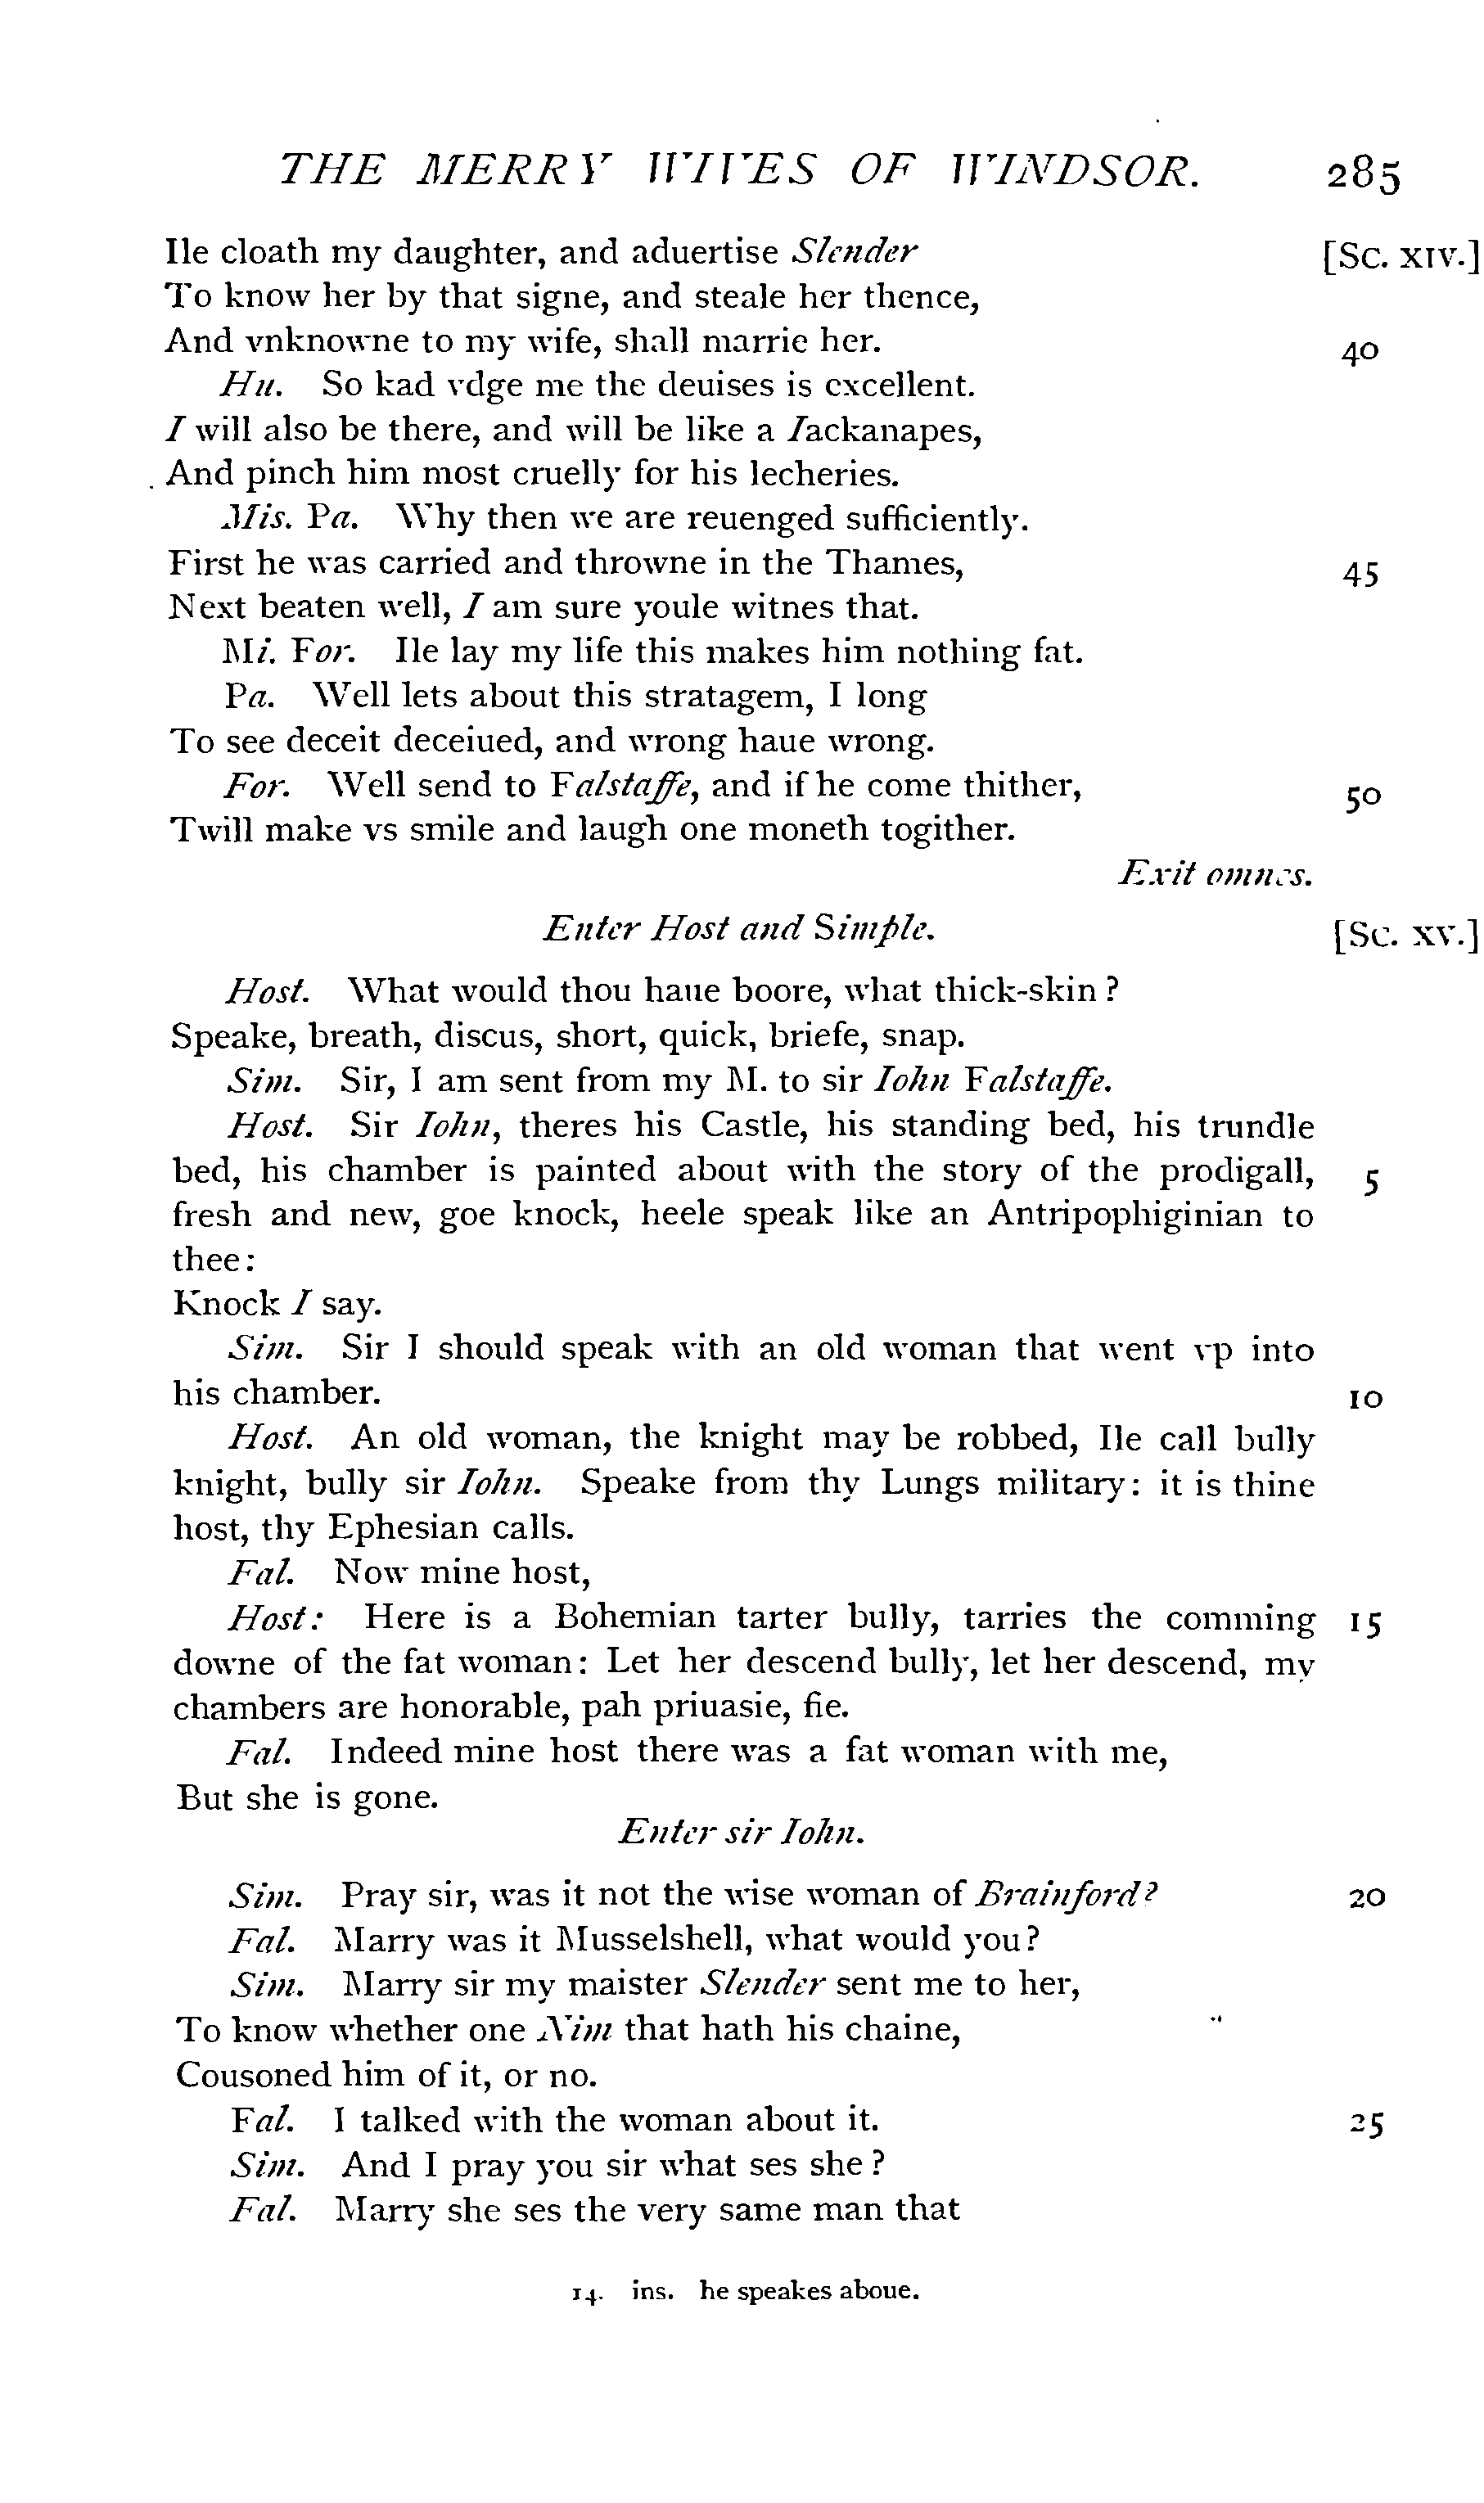 THE MERRY WIVES OF WINDSOR. 285
Ile cloath my daughter, and aduertise Slender [Sc. xiv.]
To know her by that signe, and steale her thence,
And vnknowne to my wife, shall marrie her. 40
Hu. So kad vdge me the deuises is excellent.
I will also be there, and will be like a Iackanapes,
And pinch him most cruelly for his lecheries.
Mis. Pa. Why then we are reuenged sufficiently.
First he was carried and throwne in the Thames, 45
Next beaten well, I am sure youle witnes that.
Mi. For. Ile lay my life this makes him nothing fat.
Pa. Well lets about this stratagem, I long
To see deceit deceiued, and wrong haue wrong.
For. Well send to Falstaffe, and if he come thither, 50
Twill make vs smile and laugh one moneth togither.
Exit omnes.
Enter Host and Simple. [Sc. xv.]
Host. What would thou haue boore, what thick-skin ?
Speake, breath, discus, short, quick, briefe, snap.
Sim. Sir, I am sent from my M. to sir Iohn Falstaffe.
Host. Sir Iohn, theres his Castle, his standing bed, his trundle
bed, his chamber is painted about with the story of the prodigall, 5
fresh and new, goe knock, heele speak like an Antripophiginian to
thee:
Knock I say.
Sim. Sir I should speak with an old woman that went vp into
his chamber. 10
Host. An old woman, the knight may be robbed, Ile call bully
knight, bully sir Iohn. Speake from thy Lungs military: it is thine
host, thy Ephesian calls.
Fal. Now mine host,
Host: Here is a Bohemian tarter bully, tarries the comming 15
downe of the fat woman: Let her descend bully, let her descend, my
chambers are honorable, pah priuasie, fie.
Fal. Indeed mine host there was a fat woman with me,
But she is gone.
Enter sir Iohn.
Sim. Pray sir, was it not the wise woman of Brainford? 20
Fal. Marry was it Musselshell, what would you?
Sim. Marry sir my maister Slender sent me to her,
To know whether one Nim that hath his chaine,
Cousoned him of it, or no.
Fal. I talked with the woman about it. 25
Sim. And I pray you sir what ses she ?
Fal. Marry she ses the very same man that
14. ins. he speakes aboue.